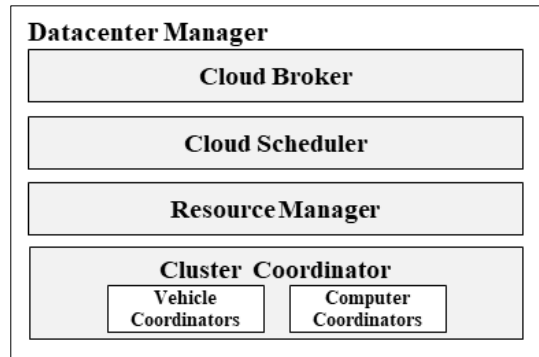 Datacenter Manager
Cloud Broker
Cloud Scheduler
Resource Manager
Cluster Coordinator
Vehicle
Coordinators
Computer
Coordinators